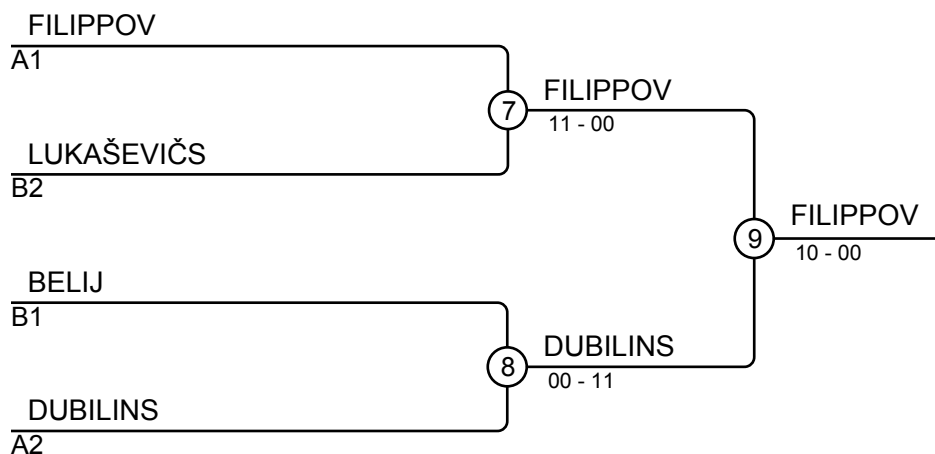 FILIPPOV
A1
7
FILIPPOV
11 - 00
LUKAŠEVIČS
B2
9
FILIPPOV
10 - 00
BELIJ
B1
8
DUBILINS
00 - 11
DUBILINS
A2